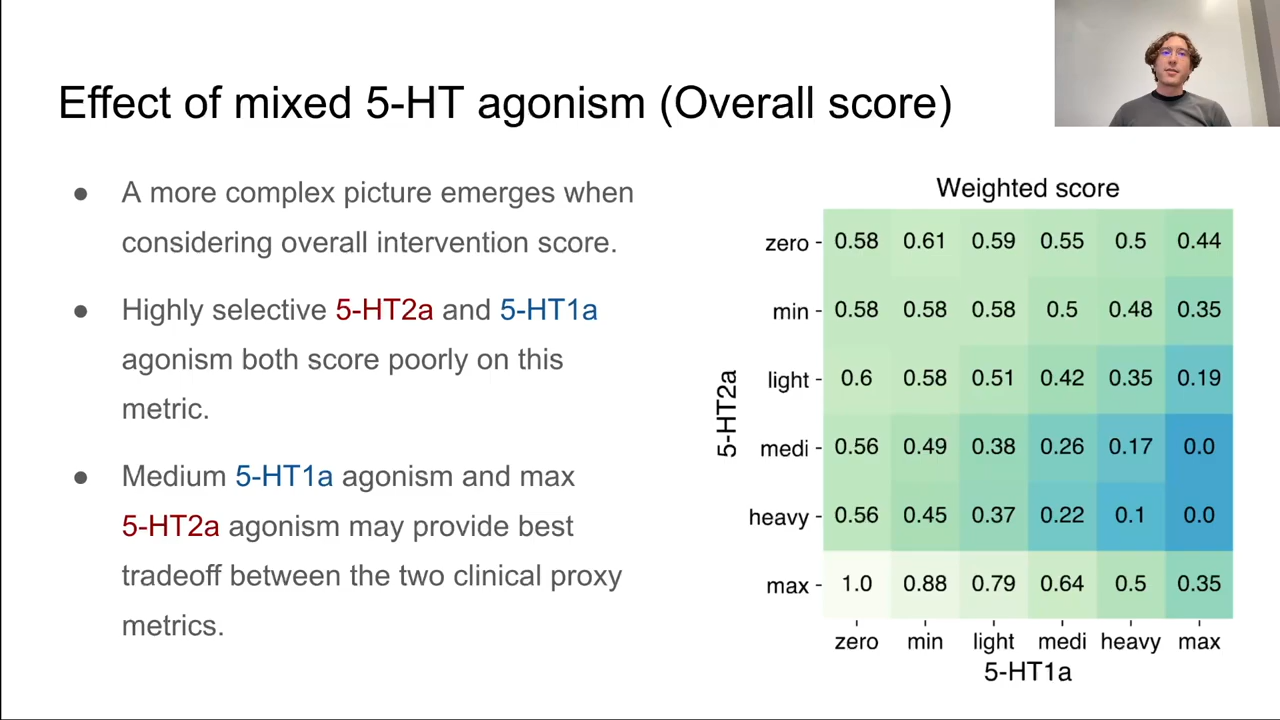 Effect of mixed 5-HT agonism (Overall score)
● A more complex picture emerges when
considering overall intervention score.
● Highly selective 5-HT2a and 5-HT1a
agonism both score poorly on this
metric.
● Medium 5-HT1a agonism and max
5-HT2a agonism may provide best
tradeoff between the two clinical proxy
metrics.
Weighted score
5-HT2a
zero 0.58 0.61 0.59 0.55 0.5 0.44
min 0.58 0.58 0.58 0.5 0.48 0.35
light 0.6 0.58 0.51 0.42 0.35 0.19
medi 0.56 0.49 0.38 0.26 0.17 0.0
heavy 0.56 0.45 0.37 0.22 0.1 0.0
max 1.0 0.88 0.79 0.64 0.5 0.35
zero min light medi heavy max
5-HT1a